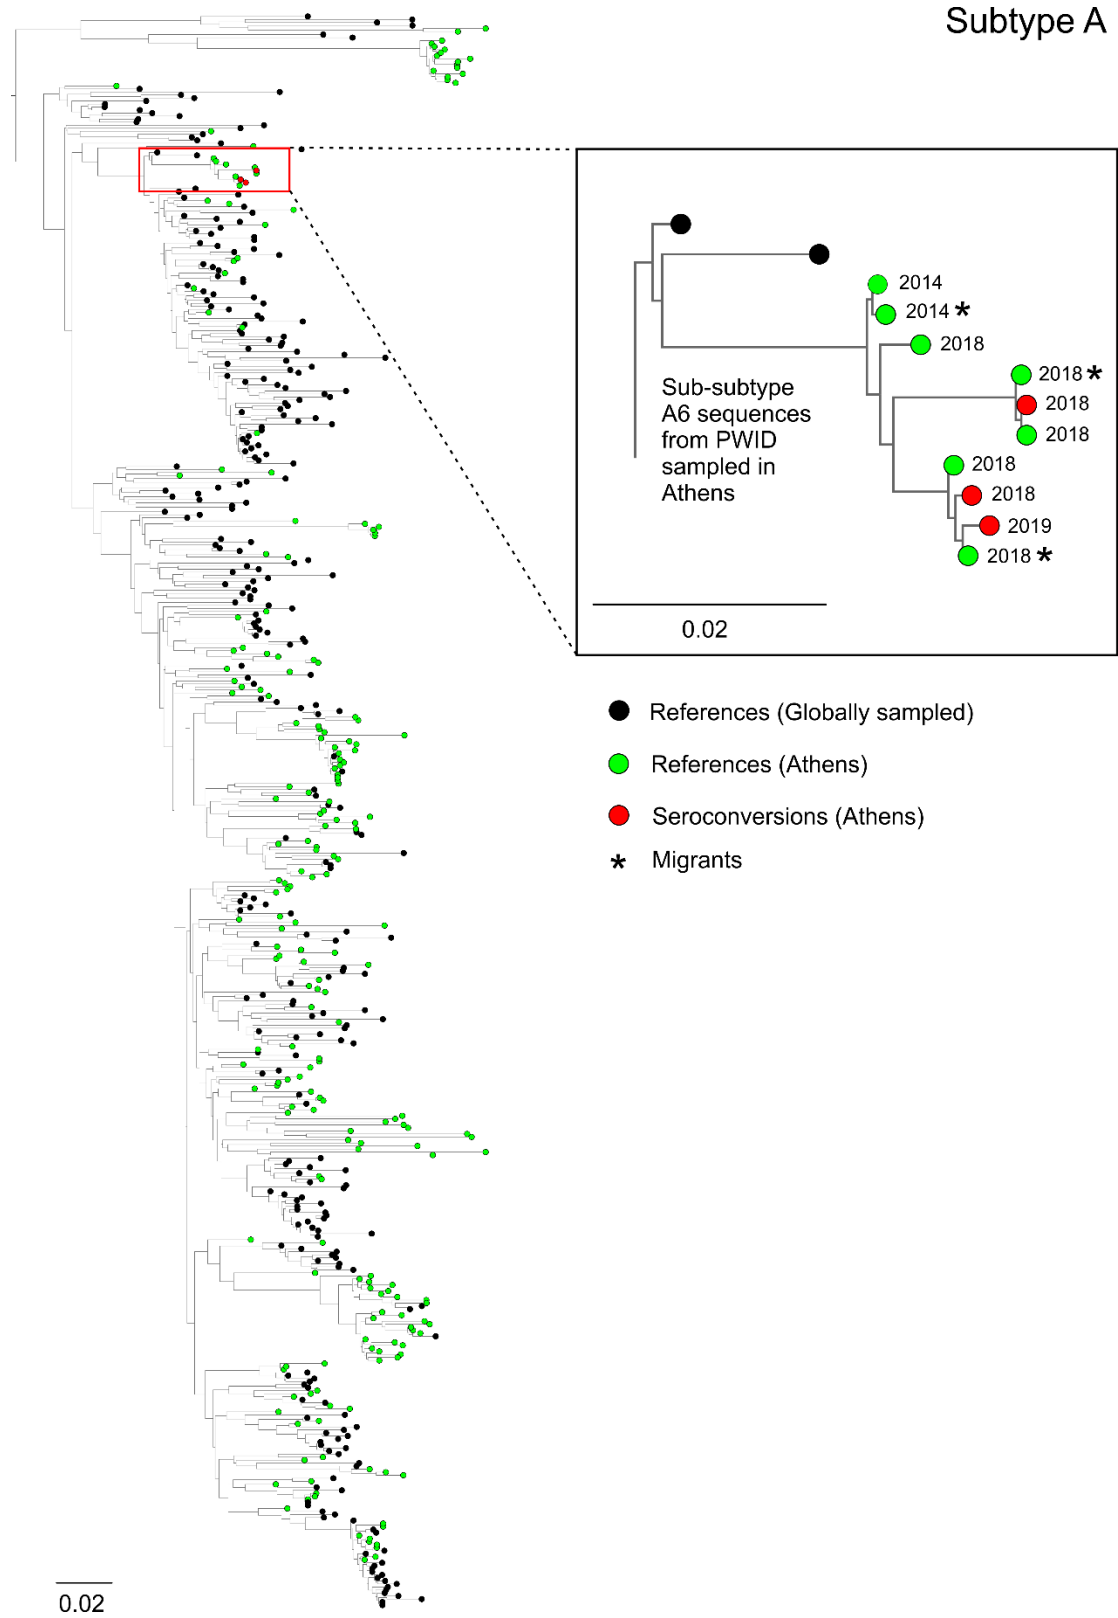 Subtype A
2014
2014 *
2018
2018 *
2018
2018
Sub-subtype
A6 sequences
from PWID
sampled in
Athens
2018
2018
2019
2018 *
0.02
References (Globally sampled)
References (Athens)
Seroconversions (Athens)
* Migrants
0.02